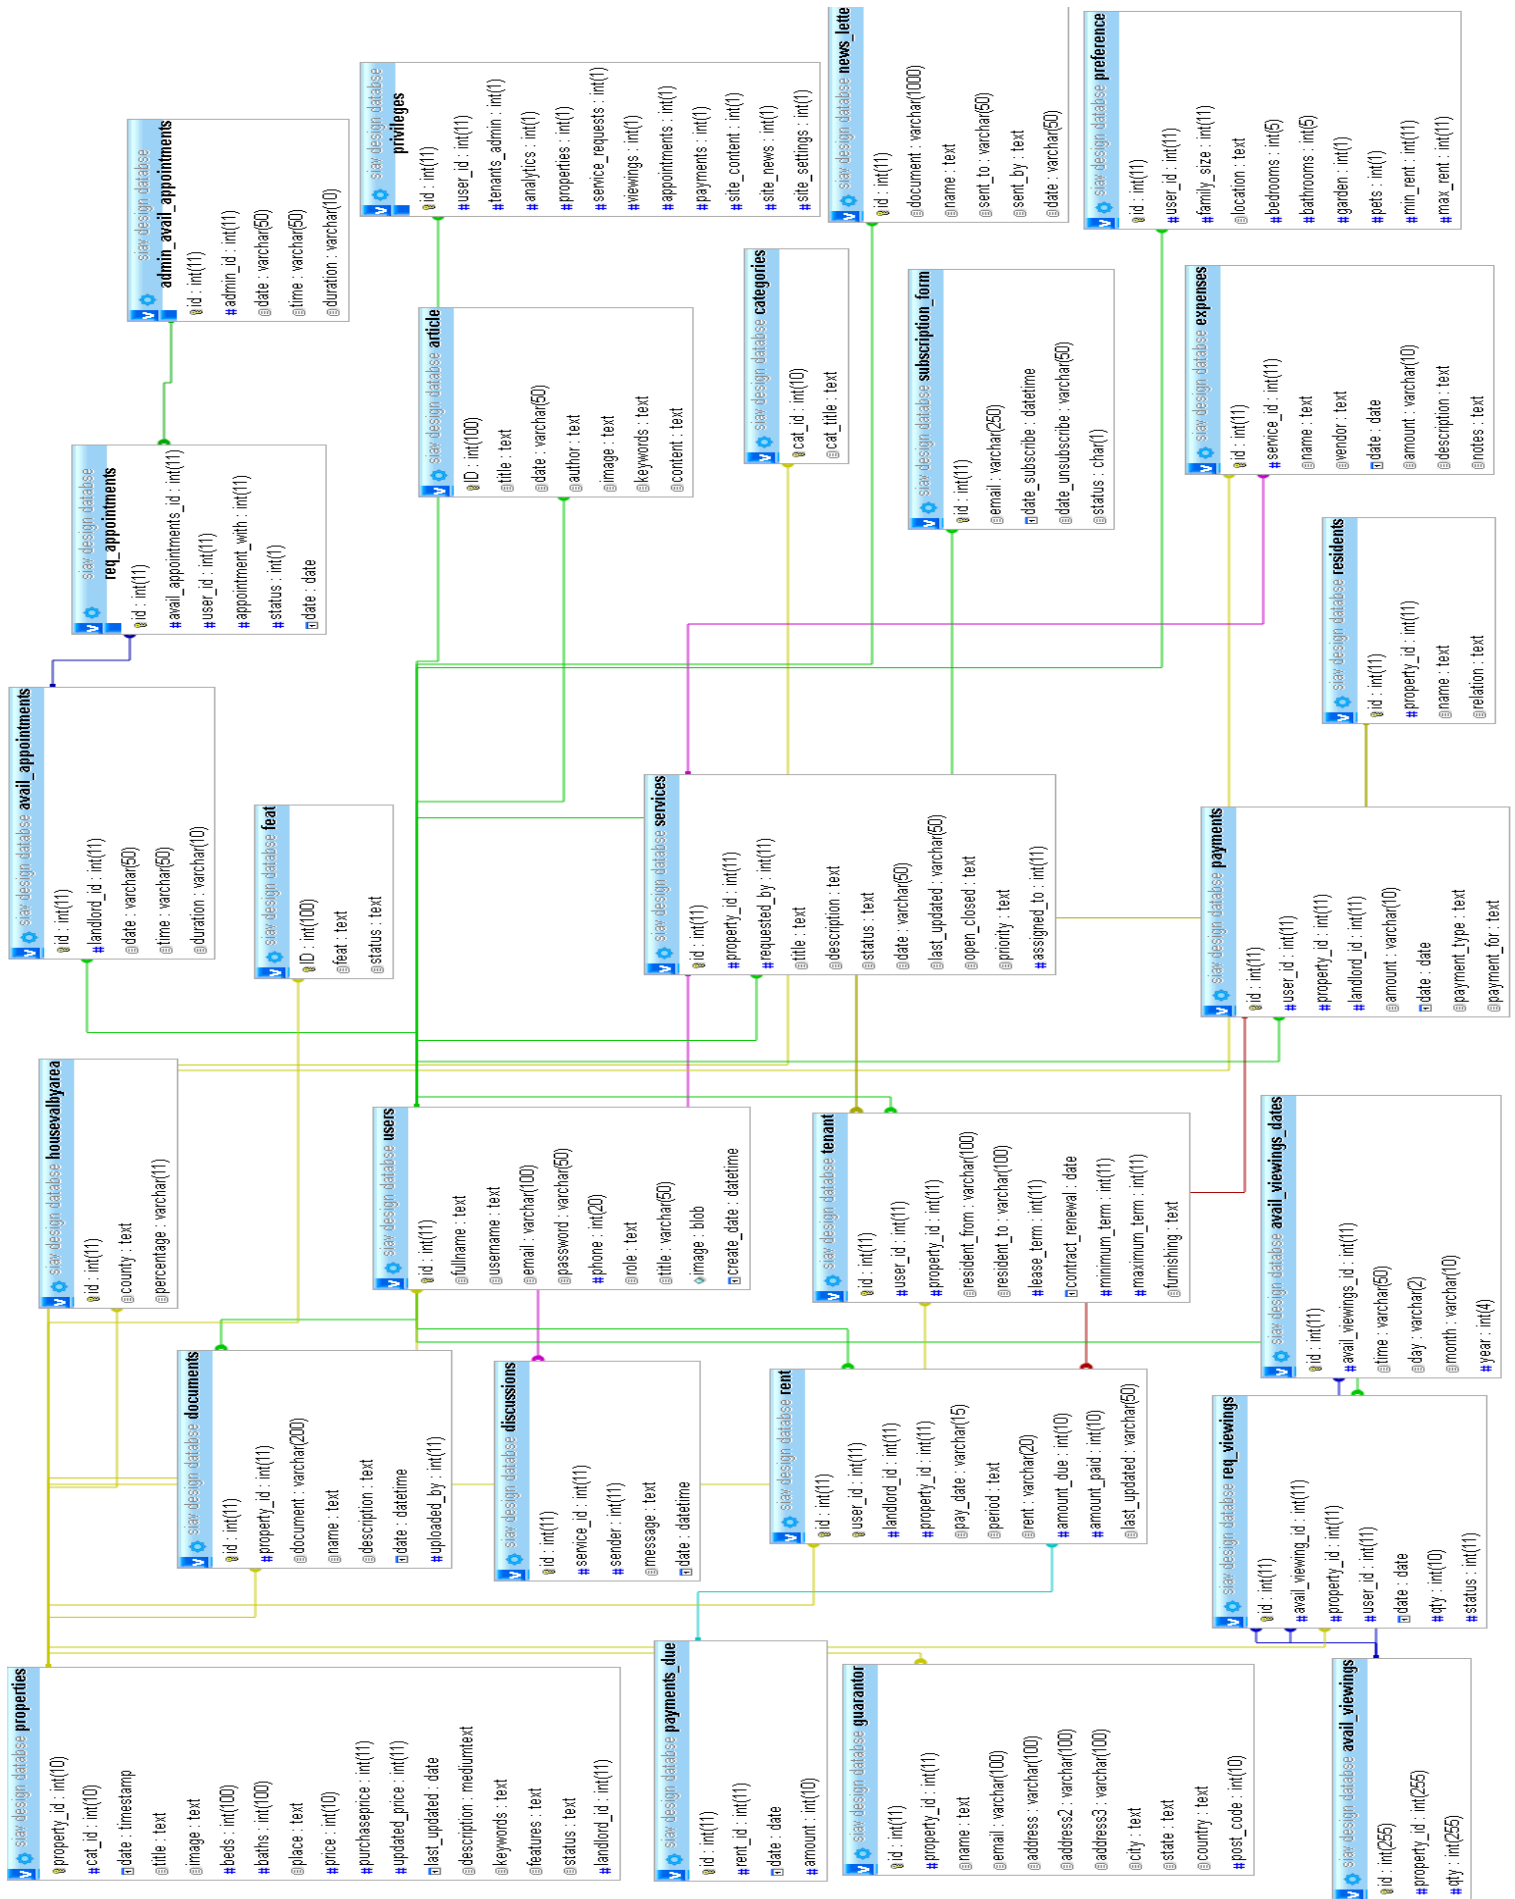 siav design databse properties
property_id : int(10)
cat_id : int(10)
date : timestamp
title : text
image : text
beds : int(100)
baths : int(100)
place : text
price : int(10)
purchaseprice : int(11)
updated_price : int(11)
last_updated : date
description : mediumtext
keywords : text
features : text
status : text
landlord_id : int(11)
siav design databse payments_due
id : int(11)
rent_id : int(11)
date : date
amount : int(10)
siav design databse guarantor
id : int(11)
property_id : int(11)
name : text
email : varchar(100)
address : varchar(100)
address2 : varchar(100)
address3 : varchar(100)
city : text
state : text
country : text
post_code : int(10)
siav design databse avail_viewings
id : int(255)
property_id : int(255)
qty : int(255)
siav design databse documents
id : int(11)
property_id : int(11)
document : varchar(200)
name : text
description : text
date : datetime
uploaded_by : int(11)
siav design databse discussions
id : int(11)
service_id : int(11)
sender : int(11)
message : text
date : datetime
siav design databse rent
id : int(11)
user_id : int(11)
landlord_id : int(11)
property_id : int(11)
pay_date : varchar(15)
period : text
rent : varchar(20)
amount_due : int(10)
amount_paid : int(10)
last_updated : varchar(50)
siav design databse req_viewings
id : int(11)
avail_viewing_id : int(11)
property_id : int(11)
user_id : int(11)
date : date
qty : int(10)
status : int(11)
siav design databse housevalbyarea
id : int(11)
county : text
percentage : varchar(11)
siav design databse users
id : int(11)
fullname : text
username : text
email : varchar(100)
password : varchar(50)
phone : int(20)
role : text
title : varchar(50)
image : blob
create_date : datetime
siav design databse tenant
id : int(11)
user_id : int(11)
property_id : int(11)
resident_from : varchar(100)
resident_to : varchar(100)
lease_term : int(11)
contract_renewal : date
minimum_term : int(11)
maximum_term : int(11)
furnishing : text
siav design databse avail_viewings_dates
id : int(11)
avail_viewings_id : int(11)
time : varchar(50)
day : varchar(2)
month : varchar(10)
year : int(4)
siav design databse avail_appointments
id : int(11)
landlord_id : int(11)
date : varchar(50)
time : varchar(50)
duration : varchar(10)
siav design databse feat
ID : int(100)
feat : text
status : text
siav design databse services
id : int(11)
property_id : int(11)
requested_by : int(11)
title : text
description : text
status : text
date : varchar(50)
last_updated : varchar(50)
open_closed : text
priority : text
assigned_to : int(11)
siav design databse payments
id : int(11)
user_id : int(11)
property_id : int(11)
landlord_id : int(11)
amount : varchar(10)
date : date
payment_type : text
payment_for : text
siav design databse
req_appointments
id : int(11)
avail_appointments_id : int(11)
user_id : int(11)
appointment_with : int(11)
status : int(1)
date : date
siav design databse article
ID : int(100)
title : text
date : varchar(50)
author : text
image : text
keywords : text
content : text
siav design databse categories
cat_id : int(10)
cat_title : text
siav design databse subscription_form
id : int(11)
email : varchar(250)
date_subscribe : datetime
date_unsubscribe : varchar(50)
status : char(1)
siav design databse expenses
id : int(11)
service_id : int(11)
name : text
vendor : text
date : date
amount : varchar(10)
description : text
notes : text
siav design databse residents
id : int(11)
property_id : int(11)
name : text
relation : text
siav design databse
admin_avail_appointments
id : int(11)
admin_id : int(11)
date : varchar(50)
time : varchar(50)
duration : varchar(10)
siav design databse
privileges
id : int(11)
user_id : int(11)
tenants_admin : int(1)
analytics : int(1)
properties : int(1)
service_requests : int(1)
viewings : int(1)
appointments : int(1)
payments : int(1)
site_content : int(1)
site_news : int(1)
site_settings : int(1)
siav design databse news_lette
id : int(11)
document : varchar(1000)
name : text
sent_to : varchar(50)
sent_by : text
date : varchar(50)
siav design databse preference
id : int(11)
user_id : int(11)
family_size : int(11)
location : text
bedrooms : int(5)
bathrooms : int(5)
garden : int(1)
pets : int(1)
min_rent : int(11)
max_rent : int(11)